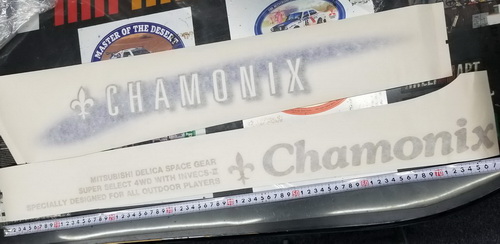 MASTER OF THE DESERT
CHAMONIX
ART
MITSUBISHI DELICA SPACE GEAR
SUPER SELECT 4WD WITH INVECS-II
SPECIALLY DESIGNED FOR ALL OUTDOOR PLAYERS
Chamonix